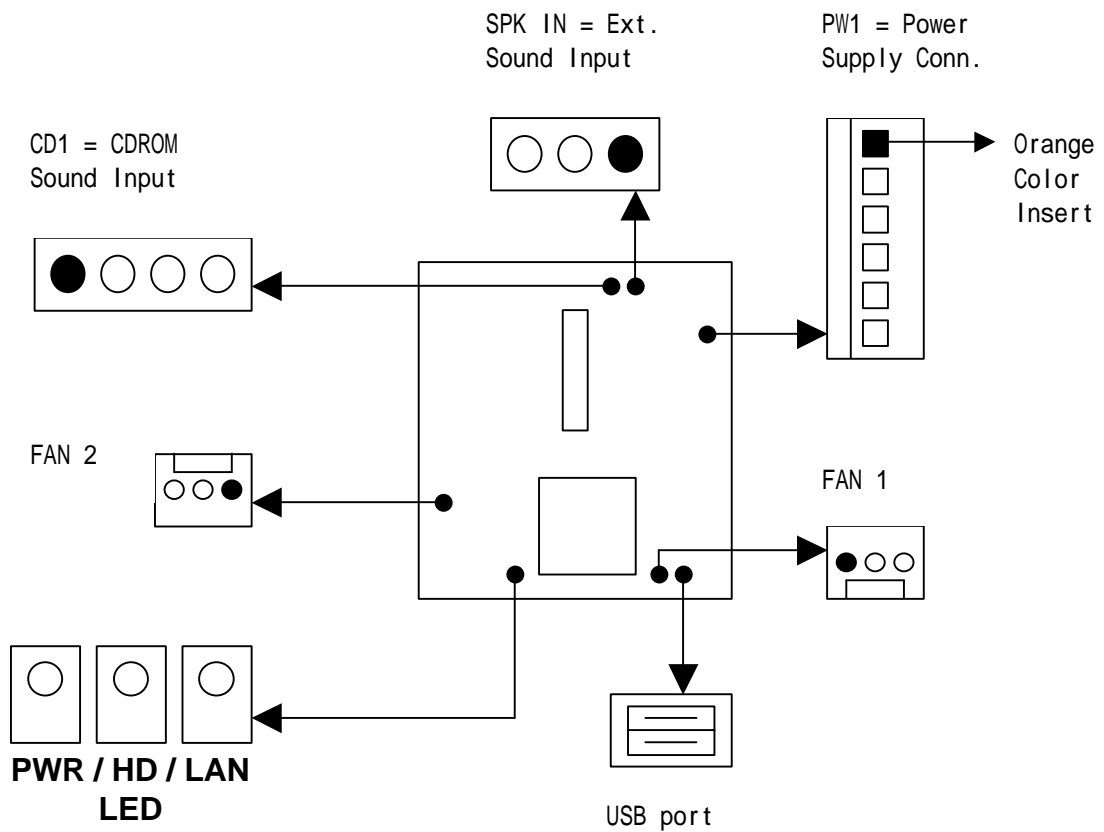 SPK IN = Ext.
Sound Input
PW1 = Power
Supply Conn.
CD1 = CDROM
Sound Input
Orange
Color
Insert
FAN 2
FAN 1
PWR / HD / LAN
LED
USB port